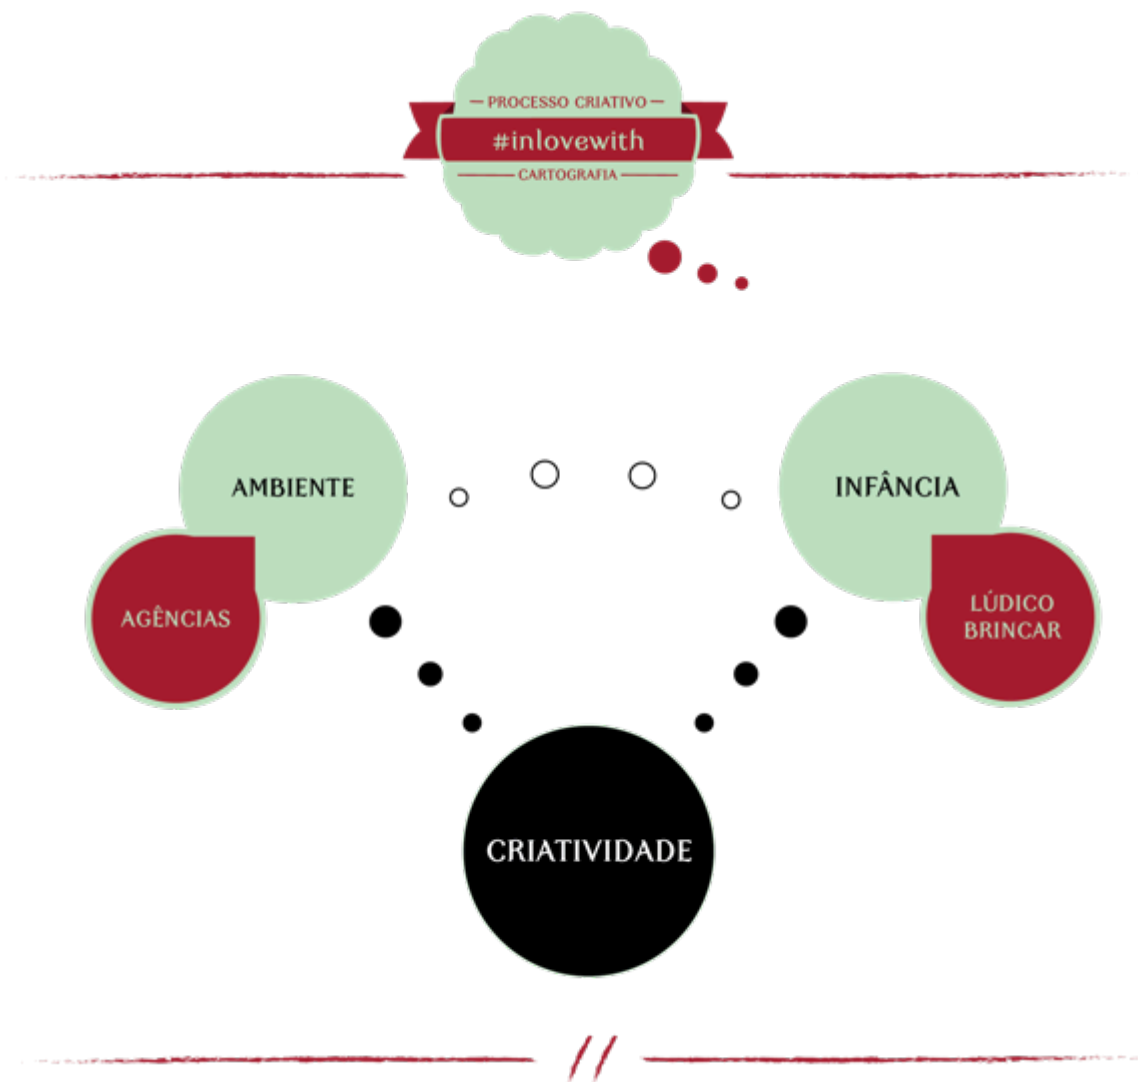 PROCESSO CRIATIVO
#inlovewith
CARTOGRAFIA
AMBIENTE
INFÂNCIA
AGÊNCIAS
LÚDICO
BRINCAR
CRIATIVIDADE
//